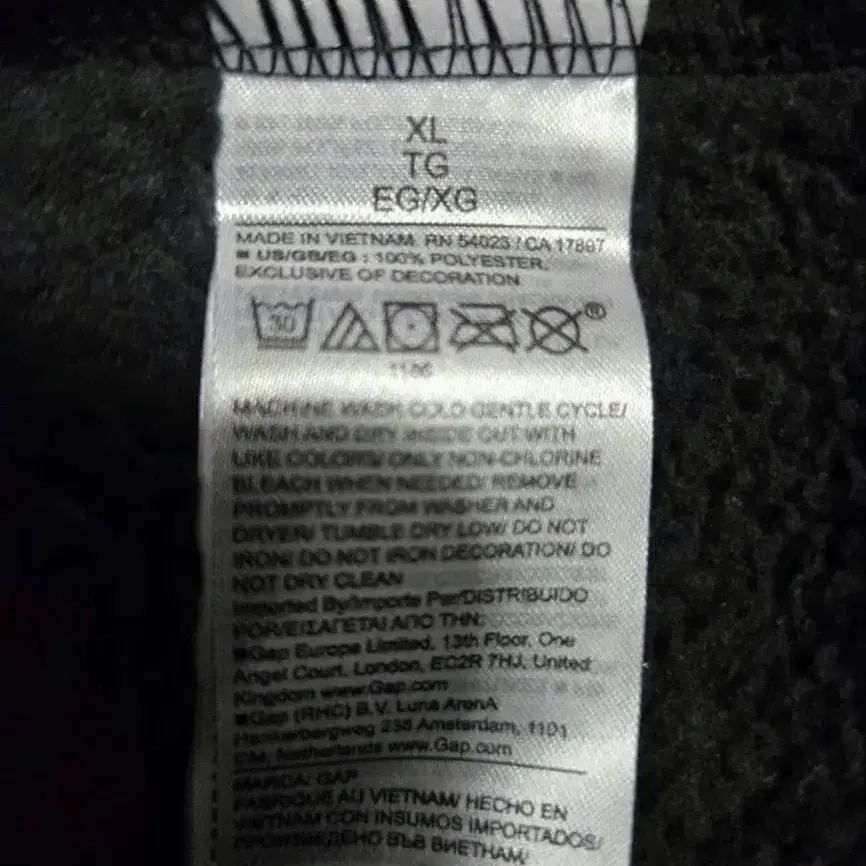 XL
TG
EG/XG
MADE IN VIETNAM RN 54023 / CA 17897
US/GB/EG : 100% POLYESTER,
EXCLUSIVE OF DECORATION
30
®
MACHINE WASH COLD GENTLE CYCLE/
WASH AND DRY INSIDE OUT WITH
LIKE COLORS/ ONLY NON-CHLORINE
BLEACH WHEN NEEDED/ REMOVE
PROMPTLY FROM WASHER AND
DRYER/ TUMBLE DRY LOW/ DO NOT
IRON/ DO NOT IRON DECORATION/ DO
NOT DRY CLEAN
Imported By/Importe Par/DISTRIBUIDO
POR/ΕΙΣΑΓΕΤΑΙ ΑΠΟ ΤΗΝ:
■Gap Europe Limited, 13th Floor, One
Angel Court, London, EC2R 7HJ, United
Kingdom www.Gap.com
■Gap (RHC) B.V. Luna ArenA
238 Amsterdam, 1101
Netherlands www.Gap.com
MARCA: GAP
FABRIQUE AU VIETNAM/ HECHO EN
VIETNAM CON INSUMOS IMPORTADOS/
ПРОИЗВЕДЕНО ВЪВ ВИЕТНАМ/